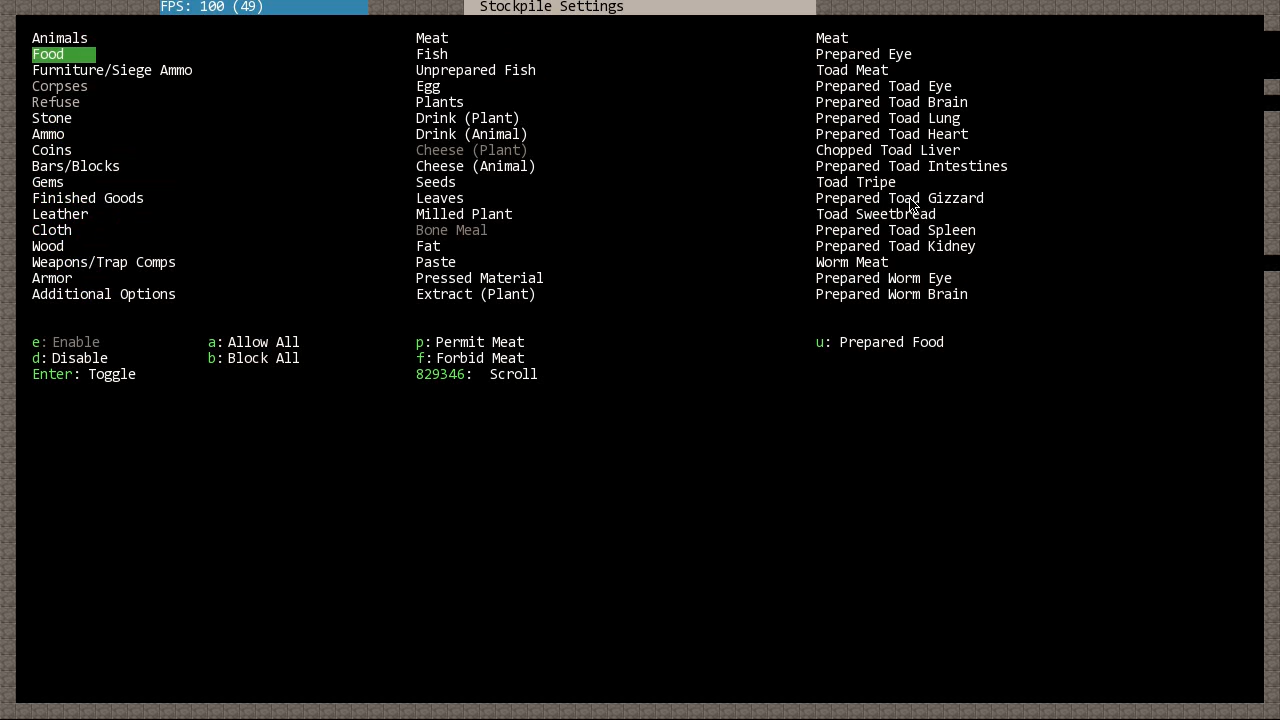 FPS: 100 (49) Stockpile Settings
Animals Meat Meat
Food Fish Prepared Eye
Furniture/Siege Ammo Unprepared Fish Toad Meat
Corpses Egg Prepared Toad Eye
Refuse Plants Prepared Toad Brain
Stone Drink (Plant) Prepared Toad Lung
Ammo Drink (Animal) Prepared Toad Heart
Coins Cheese (Plant) Chopped Toad Liver
Bars/Blocks Cheese (Animal) Prepared Toad Intestines
Gems Seeds Toad Tripe
Finished Goods Leaves Prepared Toad Gizzard
Leather Milled Plant Toad Sweetbread
Cloth Bone Meal Prepared Toad Spleen
Wood Fat Prepared Toad Kidney
Weapons/Trap Comps Paste Worm Meat
Armor Pressed Material Prepared Worm Eye
Additional Options Extract (Plant) Prepared Worm Brain
e: Enable a: Allow All p: Permit Meat u: Prepared Food
d: Disable b: Block All f: Forbid Meat
Enter: Toggle 829346: Scroll